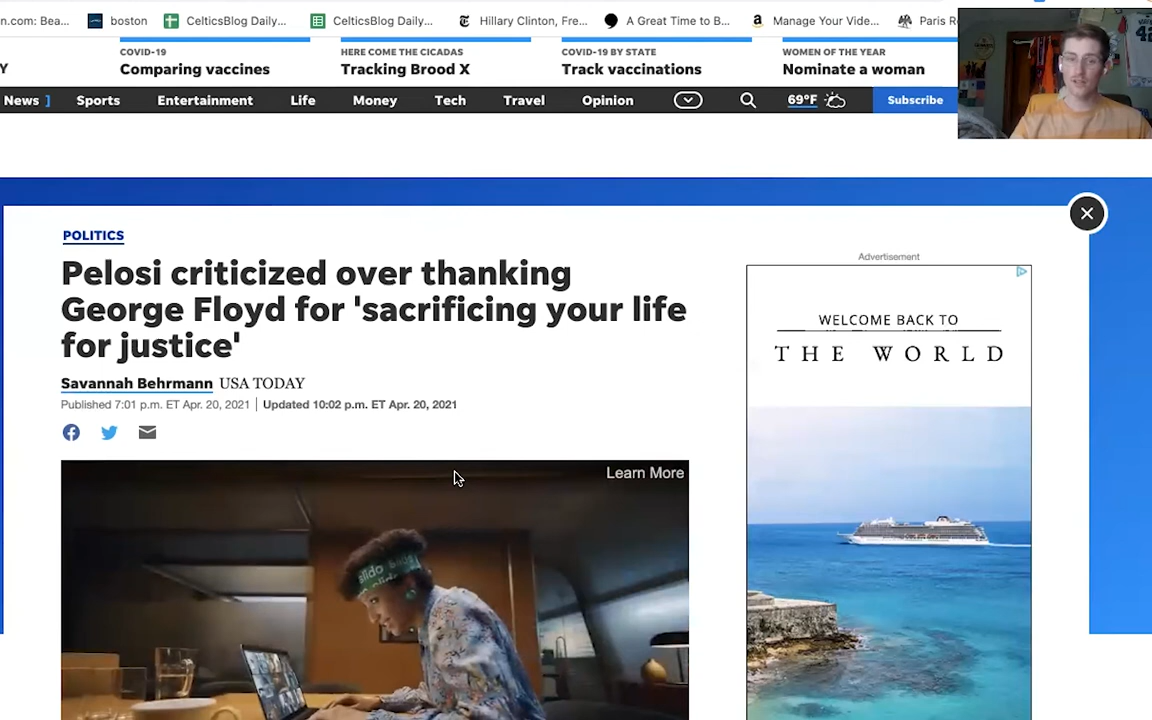 n.com: Bea...
boston
CelticsBlog Daily...
CelticsBlog Daily...
Hillary Clinton, Fre...
A Great Time to B...
Manage Your Vide...
Paris R
Y
COVID-19
Comparing vaccines
HERE COME THE CICADAS
Tracking Brood X
COVID-19 BY STATE
Track vaccinations
WOMEN OF THE YEAR
Nominate a woman
News ] Sports Entertainment Life Money Tech Travel Opinion 69°F Subscribe
POLITICS
Pelosi criticized over thanking
George Floyd for 'sacrificing your life
for justice'
Savannah Behrmann USA TODAY
Published 7:01 p.m. ET Apr. 20, 2021 | Updated 10:02 p.m. ET Apr. 20, 2021
Learn More
slido
Advertisement
WELCOME BACK TO
THE WORLD